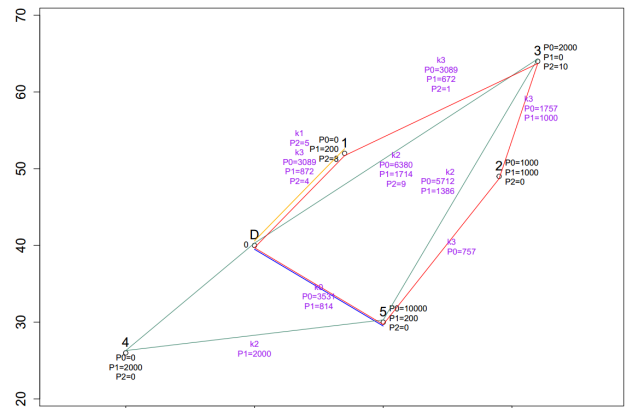 70
60
50
40
30
20
3
P0=2000
P1=0
P2=10
k3
P0=3089
P1=672
P2=1
k3
P0=1757
P1=1000
k1
P2=5
k3
P0=3089
P1=872
P2=4
1
P0=0
P1=200
P2=8
k2
P0=6380
P1=1714
P2=9
k2
P0=5712
P1=1386
2
P0=1000
P1=1000
P2=0
D
0
k3
P0=757
P0=3531
P1=814
5
P0=10000
P1=200
P2=0
4
P0=0
P1=2000
P2=0
k2
P1=2000